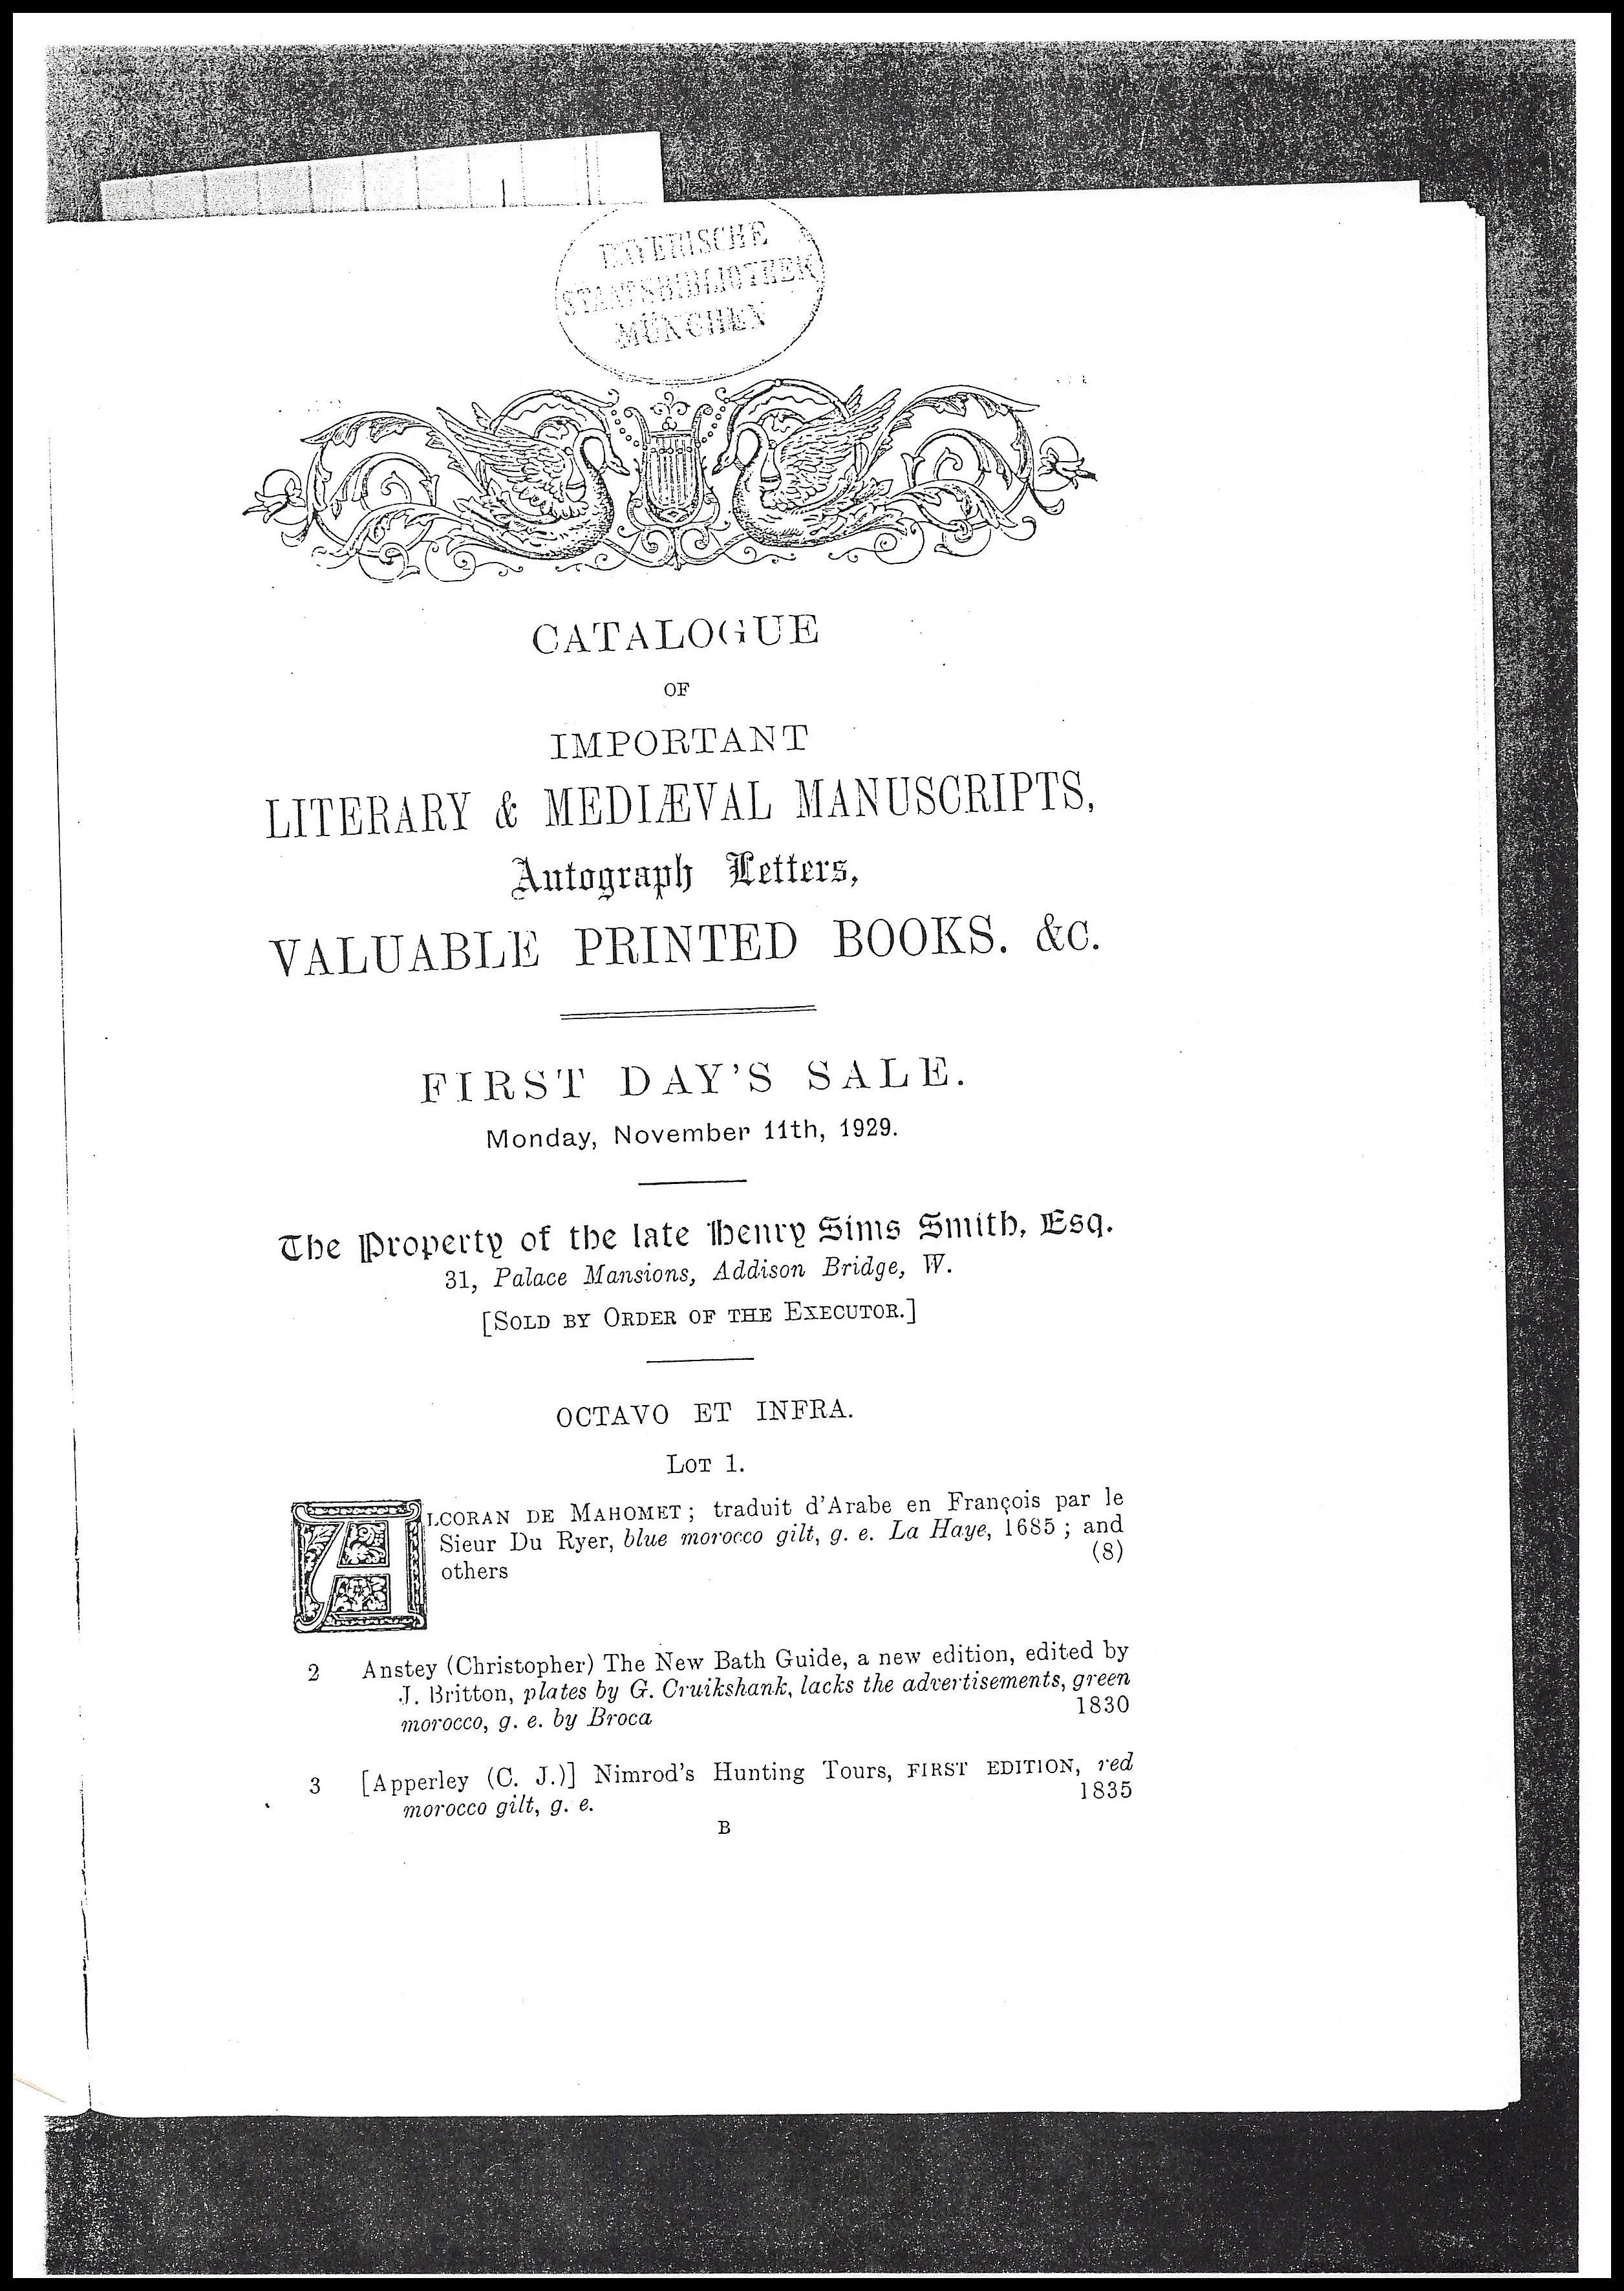 BAYERISCHE
STAATSBIBLIOTHEK
MÜNCHEN
CATALOGUE
OF
IMPORTANT
LITERARY & MEDIÆVAL MANUSCRIPTS,
Autograph Letters,
VALUABLE PRINTED BOOKS. &c.
FIRST DAY'S SALE.
Monday, November 11th, 1929.
The Property of the late Henry Sims Smith, Esq.
31, Palace Mansions, Addison Bridge, W.
[SOLD BY ORDER OF THE EXECUTOR.]
OCTAVO ET INFRA.
LOT 1.
ALCORAN DE MAHOMET; traduit d'Arabe en François par le
Sieur Du Ryer, blue morocco gilt, g. e. La Haye, 1685; and
others (8)
2 Anstey (Christopher) The New Bath Guide, a new edition, edited by
J. Britton, plates by G. Cruikshank, lacks the advertisements, green
morocco, g. e. by Broca 1830
3 [Apperley (C. J.)] Nimrod's Hunting Tours, FIRST EDITION, red
morocco gilt, g. e. 1835
B